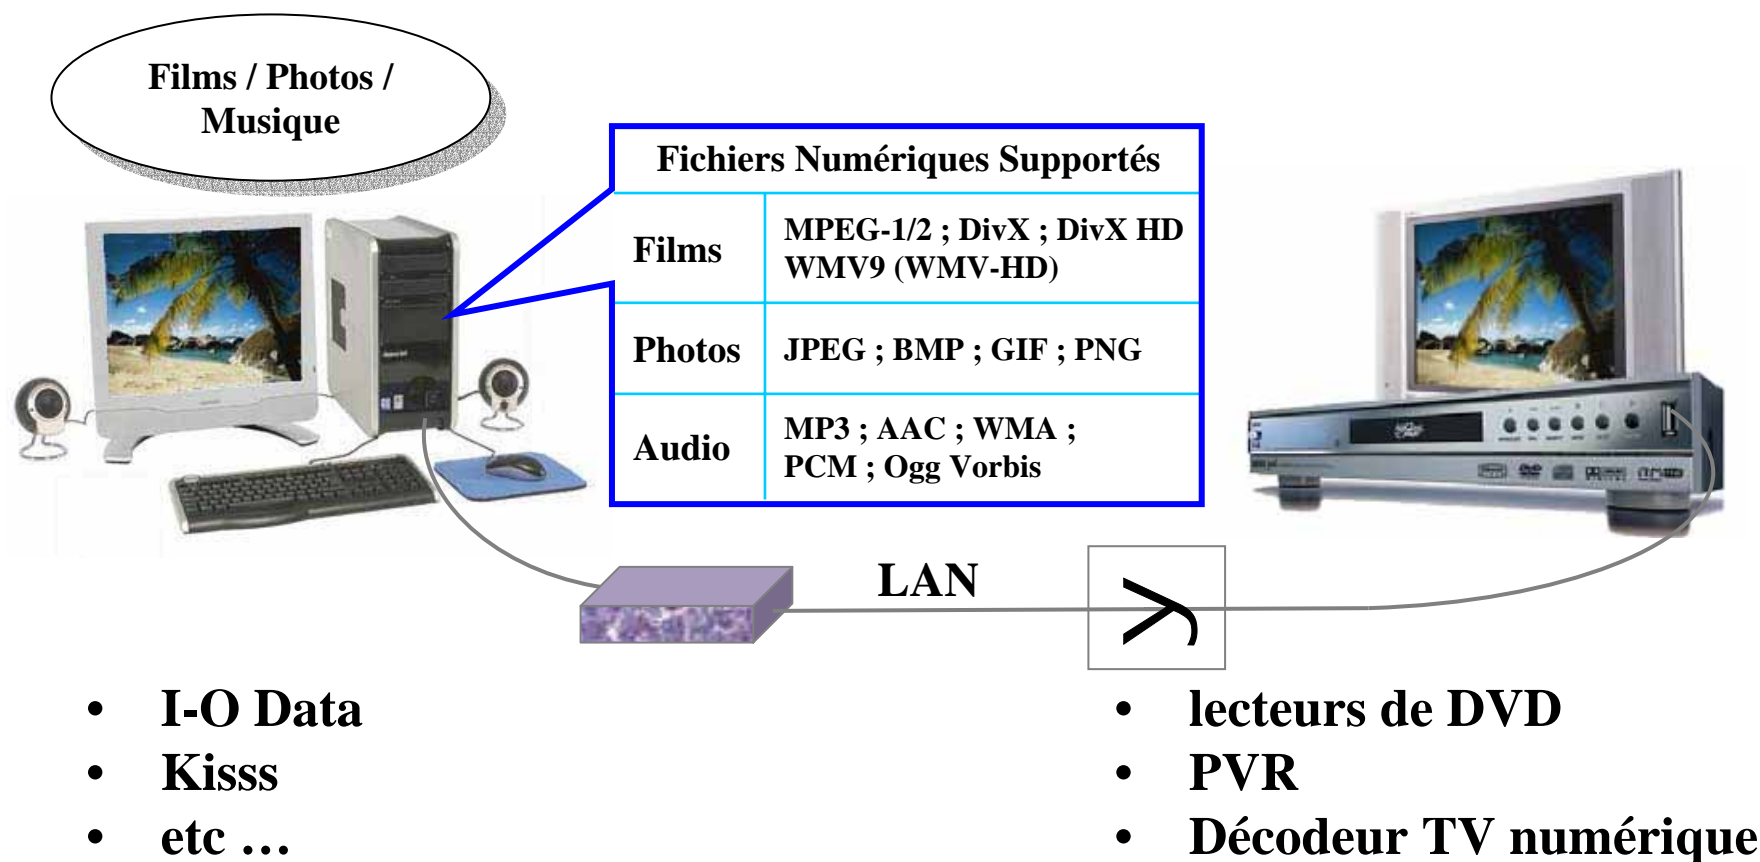 Films / Photos /
Musique
Fichiers Numériques Supportés
Films
MPEG-1/2 ; DivX ; DivX HD
WMV9 (WMV-HD)
Photos
JPEG ; BMP ; GIF ; PNG
Audio
MP3 ; AAC ; WMA ;
PCM ; Ogg Vorbis
LAN
y
• I-O Data
• Kisss
• etc …
• lecteurs de DVD
• PVR
• Décodeur TV numérique